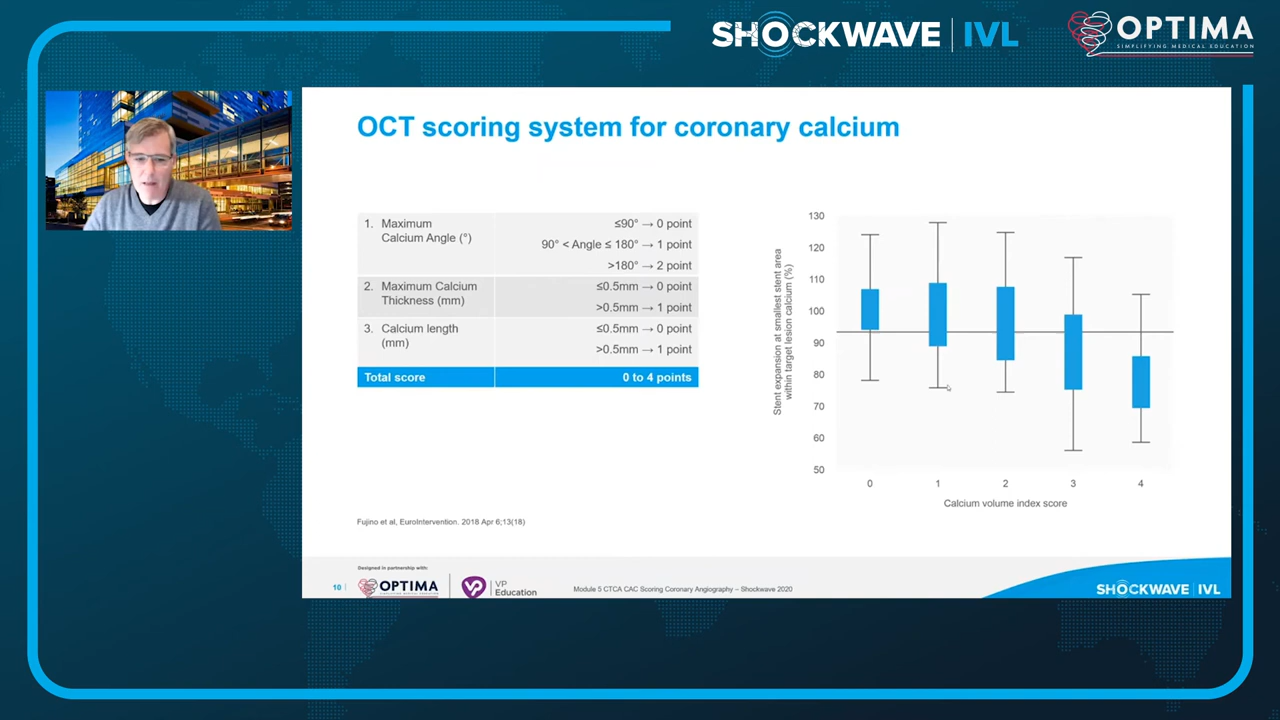 SHOCKWAVE | IVL
OPTIMA
SIMPLIFYING MEDICAL EDUCATION
OCT scoring system for coronary calcium
1. Maximum
Calcium Angle (°)
≤90° → 0 point
90° < Angle ≤ 180° → 1 point
>180° → 2 point
2. Maximum Calcium
Thickness (mm)
≤0.5mm → 0 point
>0.5mm → 1 point
3. Calcium length
(mm)
≤0.5mm → 0 point
>0.5mm → 1 point
Total score
0 to 4 points
Stent expansion at smallest stent area
within target lesion calcium (%)
130
120
110
100
90
80
70
60
50
0 1 2 3 4
Calcium volume index score
Fujino et al, EuroIntervention. 2018 Apr 6;13(18)
Designed in partnership with:
10
OPTIMA
SIMPLIFYING MEDICAL EDUCATION
VP
VP
Education
Module 5 CTCA CAC Scoring Coronary Angiography – Shockwave 2020
SHOCKWAVE | IVL